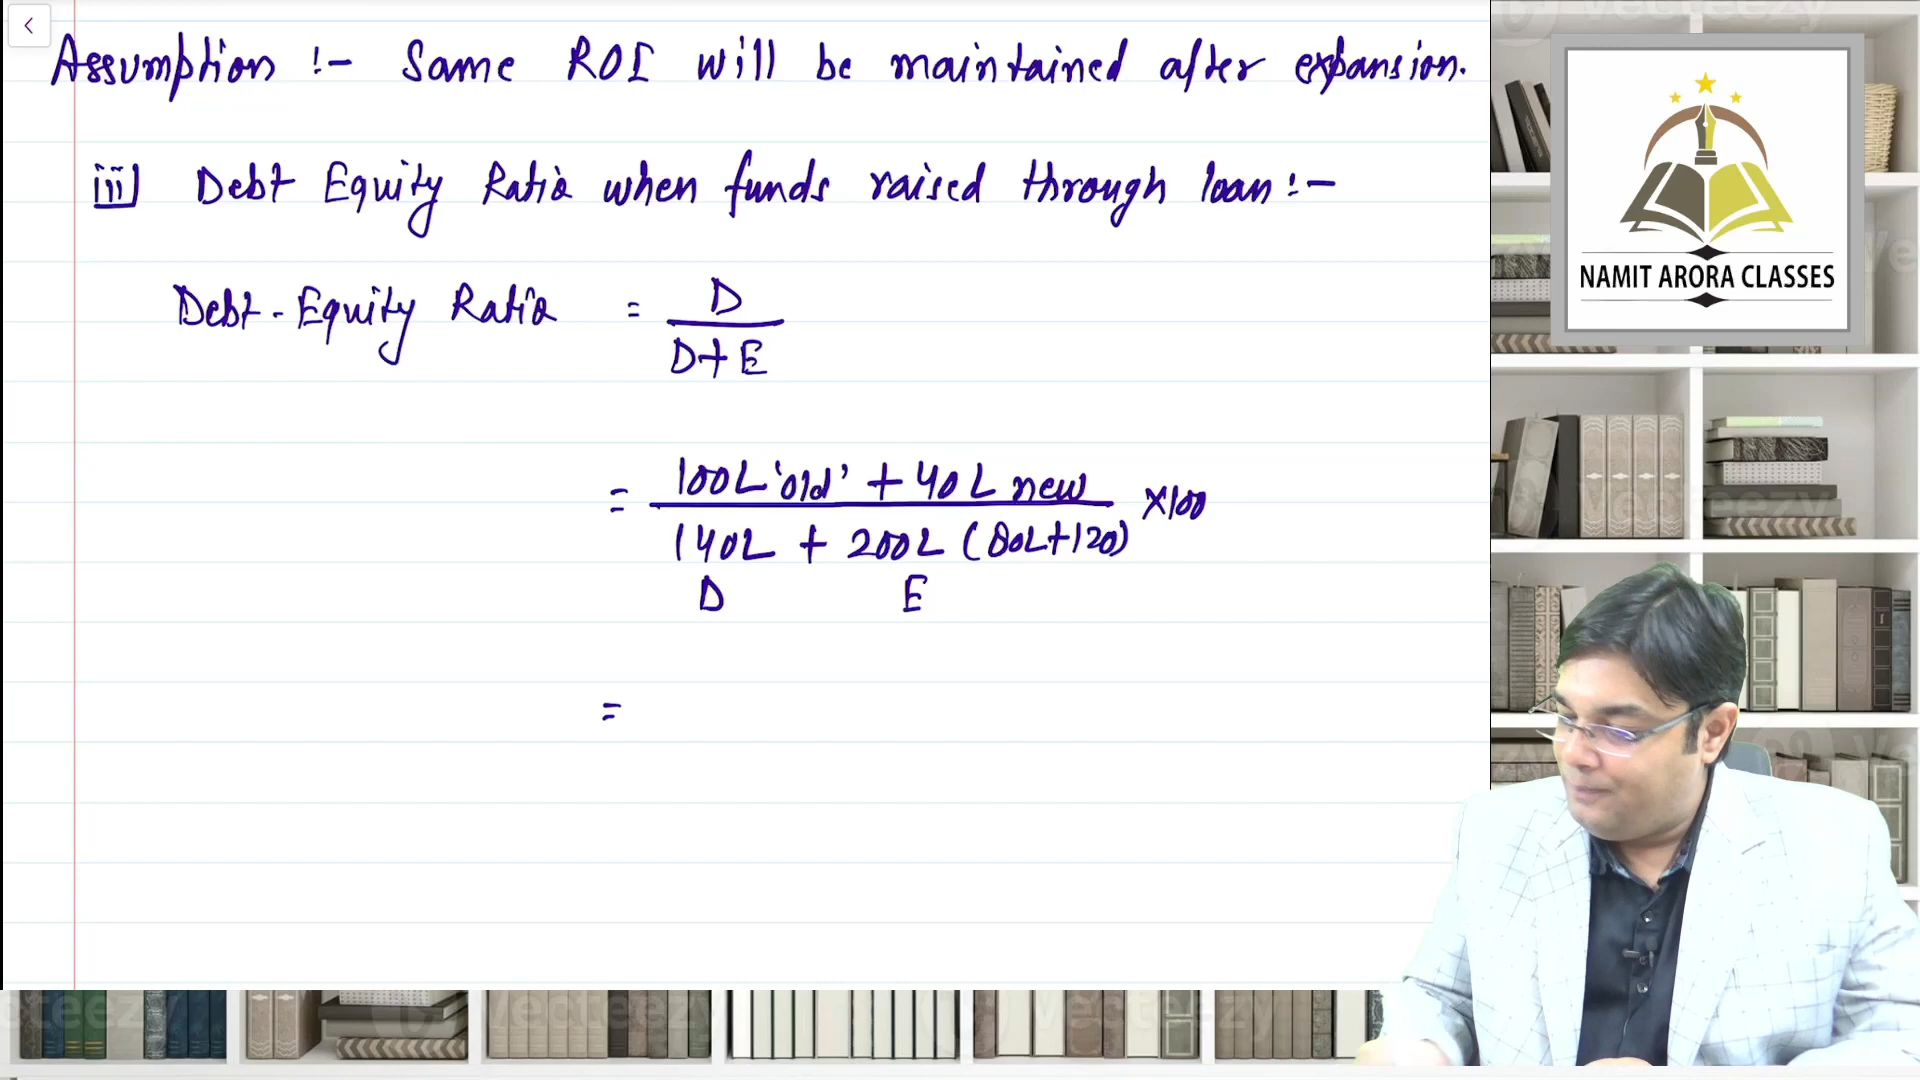 Assumption :- Same ROI will be maintained after expansion.
iii] Debt Equity Ratio when funds raised through loan :-
Debt-Equity Ratio = D
D+E
= 100L 'old' + 40L new
140L + 200L (80L+120) ×100
D E
=
NAMIT ARORA CLASSES
Vecteezy